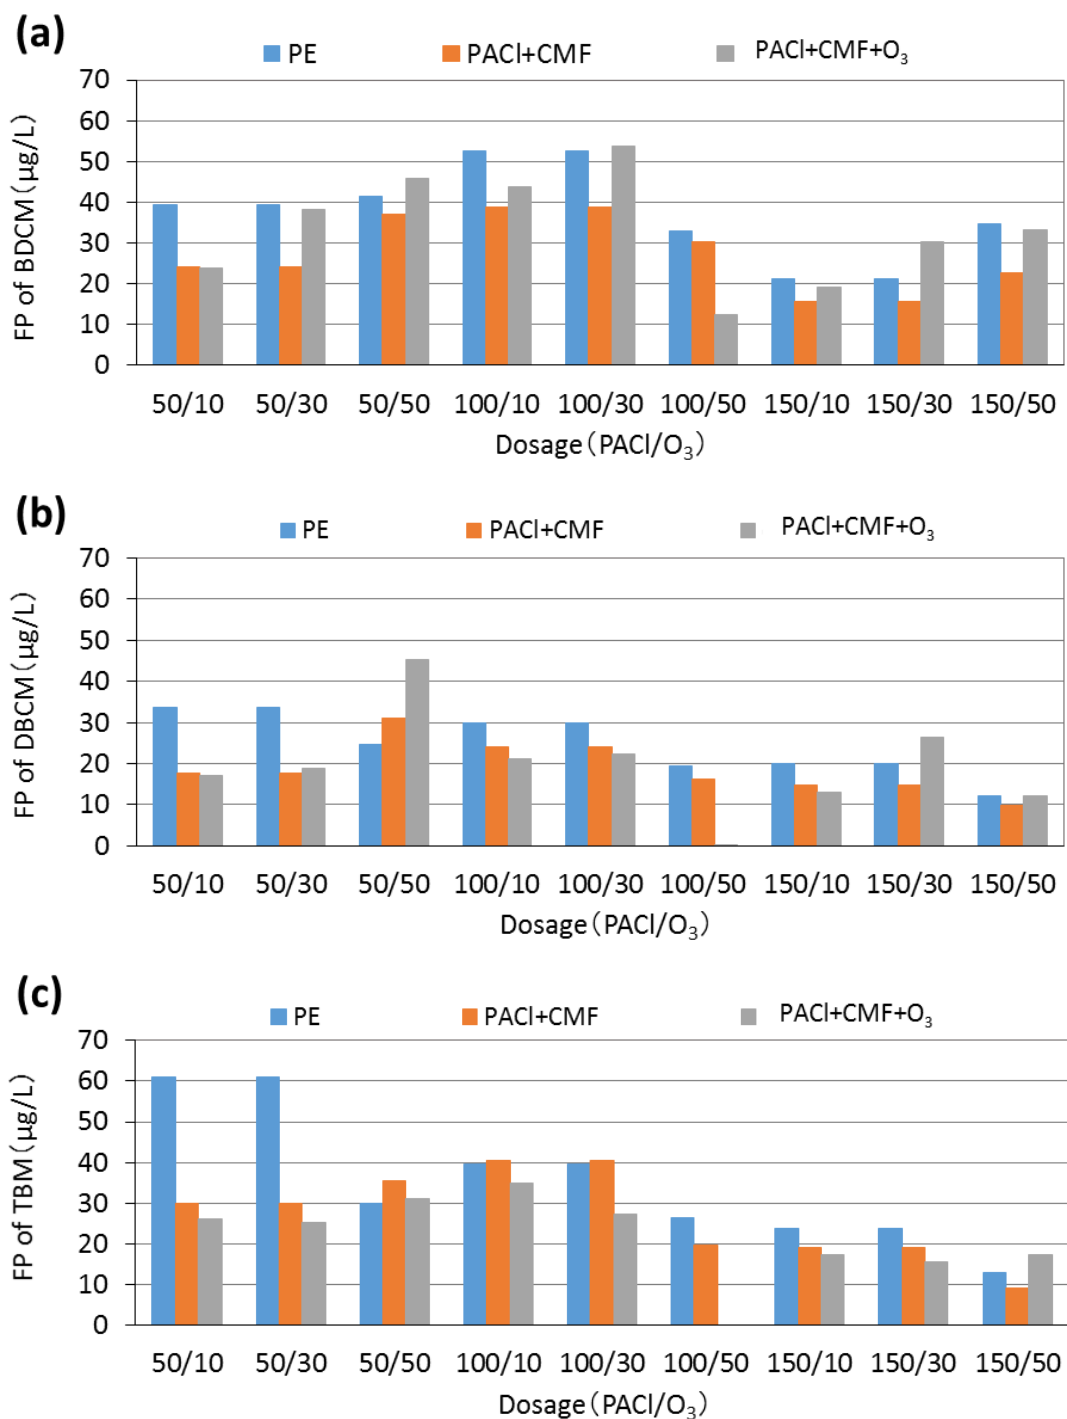 (a)
PE PACl+CMF PACl+CMF+O₃
FP of BDCM (μg/L)
70
60
50
40
30
20
10
0
50/10 50/30 50/50 100/10 100/30 100/50 150/10 150/30 150/50
Dosage (PACl/O₃)
(b)
PE PACl+CMF PACl+CMF+O₃
FP of DBCM (μg/L)
70
60
50
40
30
20
10
0
50/10 50/30 50/50 100/10 100/30 100/50 150/10 150/30 150/50
Dosage (PACl/O₃)
(c)
PE PACl+CMF PACl+CMF+O₃
FP of TBM (μg/L)
70
60
50
40
30
20
10
0
50/10 50/30 50/50 100/10 100/30 100/50 150/10 150/30 150/50
Dosage (PACl/O₃)